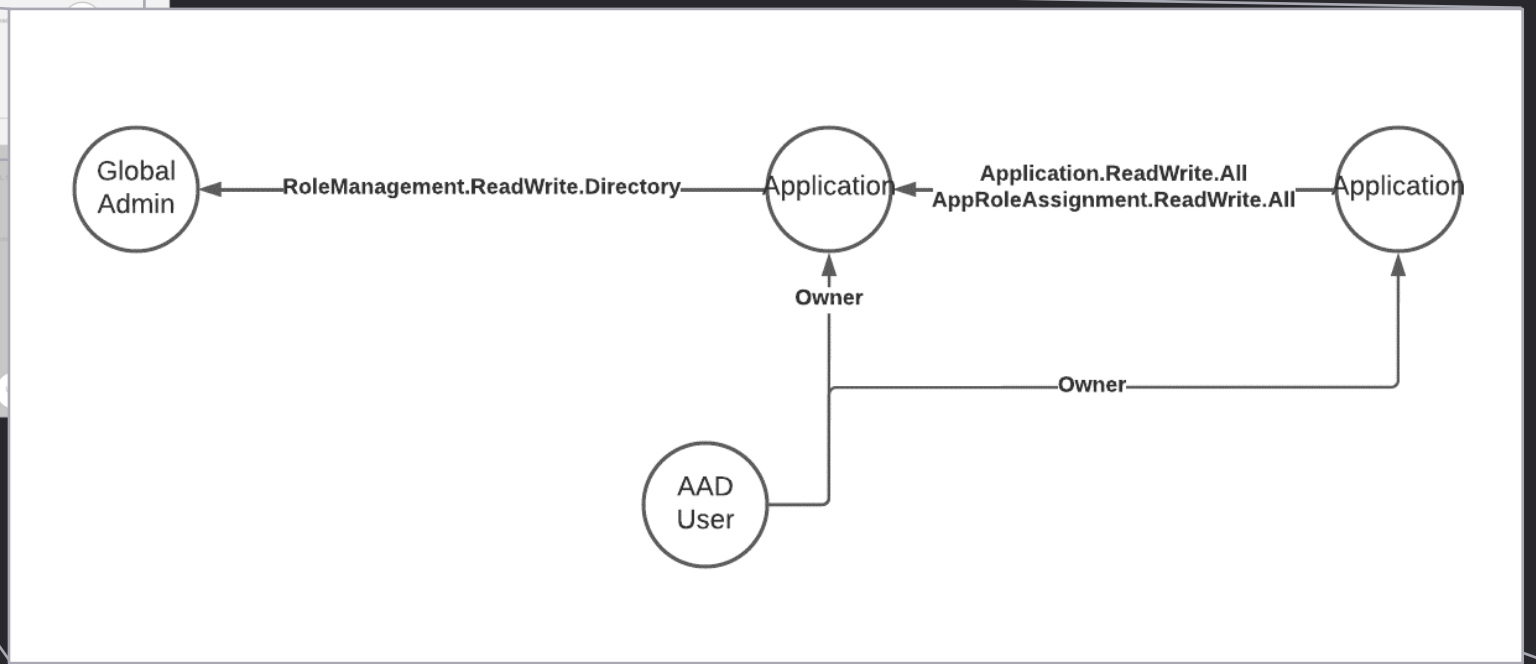 Global
Admin
RoleManagement.ReadWrite.Directory
Application
Application.ReadWrite.All
AppRoleAssignment.ReadWrite.All
Application
Owner
Owner
AAD
User